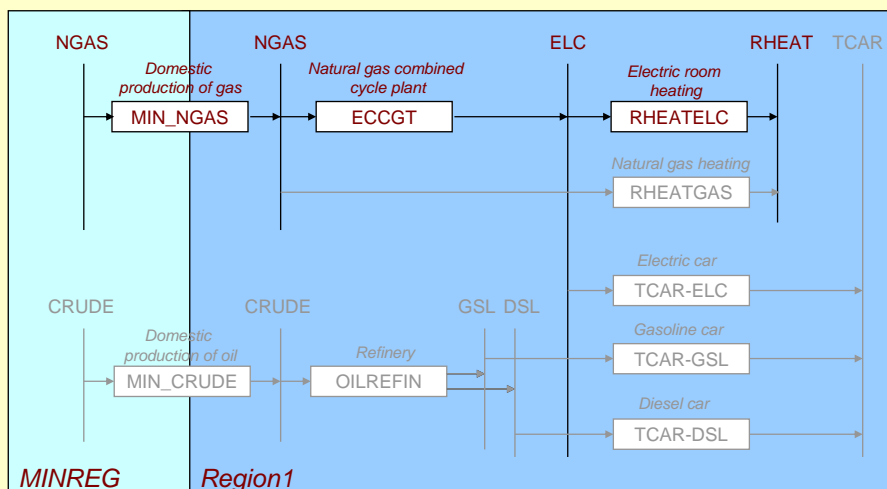 NGAS NGAS ELC RHEAT TCAR
Domestic
production of gas
Natural gas combined
cycle plant
Electric room
heating
MIN_NGAS ECCGT RHEATELC
Natural gas heating
RHEATGAS
Electric car
TCAR-ELC
CRUDE CRUDE GSL DSL
Domestic
production of oil
Refinery
Gasoline car
TCAR-GSL
MIN_CRUDE OILREFIN
Diesel car
TCAR-DSL
MINREG Region1